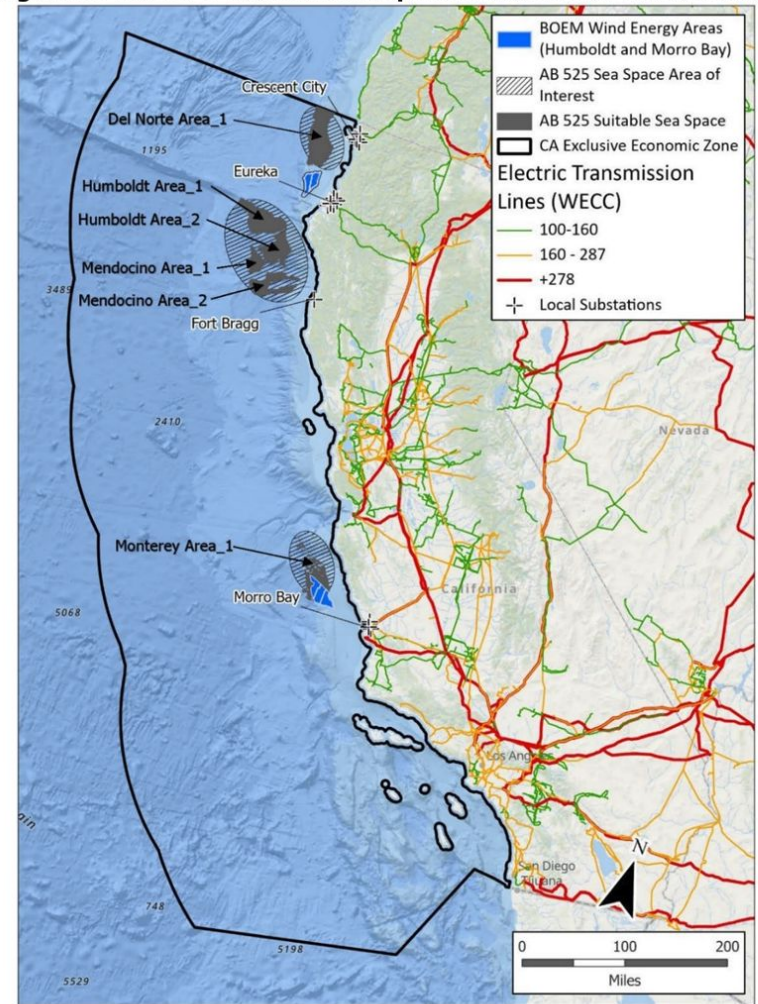 BOEM Wind Energy Areas
(Humboldt and Morro Bay)
AB 525 Sea Space Area of
Interest
AB 525 Suitable Sea Space
CA Exclusive Economic Zone
Electric Transmission
Lines (WECC)
100-160
160 - 287
+278
Local Substations
Crescent City
Del Norte Area_1
1195
Eureka
Humboldt Area_1
Humboldt Area_2
Mendocino Area_1
3489
Mendocino Area_2
Fort Bragg
2410
Nevada
Monterey Area_1
California
Morro Bay
5068
Los Angeles
N
San Diego
Tijuana
748
5198
5529
0 100 200
Miles